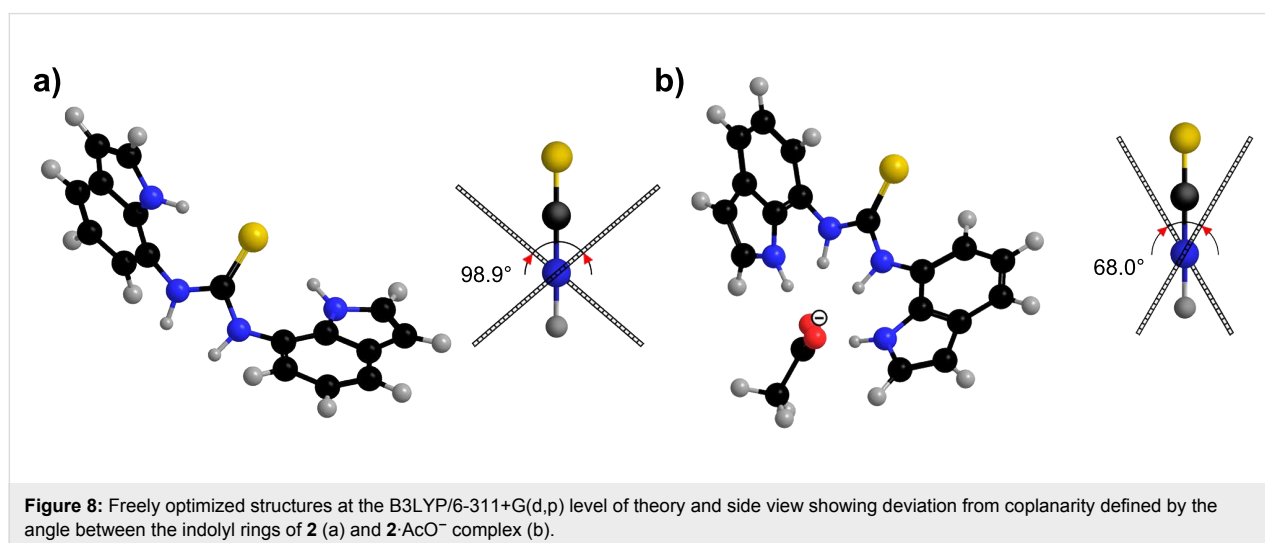 a)
b)
98.9°
68.0°
Figure 8: Freely optimized structures at the B3LYP/6-311+G(d,p) level of theory and side view showing deviation from coplanarity defined by the
angle between the indolyl rings of 2 (a) and 2·AcO⁻ complex (b).